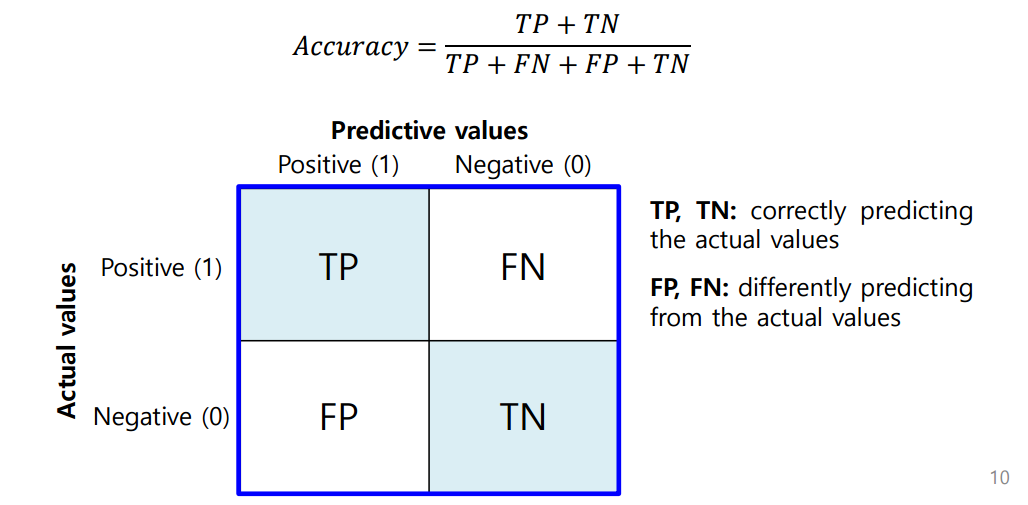 Accuracy = (TP + TN) / (TP + FN + FP + TN)
Predictive values
Positive (1) Negative (0)
TP, TN: correctly predicting
the actual values
Actual values
Positive (1) TP FN
FP, FN: differently predicting
from the actual values
Negative (0) FP TN
10